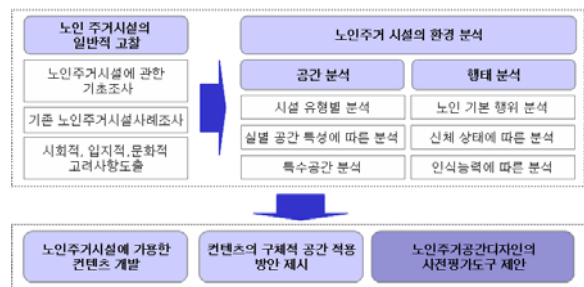 노인 주거시설의
일반적 고찰
노인주거시설에 관한
기초조사
기존 노인주거시설사례조사
사회적, 입지적,문화적
고려사항도출
노인주거 시설의 환경 분석
공간 분석
행태 분석
시설 유형별 분석
노인 기본 행위 분석
실별 공간 특성에 따른 분석
신체 상태에 따른 분석
특수공간 분석
인식능력에 따른 분석
노인주거시설에 가용한
컨텐츠 개발
컨텐츠의 구체적 공간 적용
방안 제시
노인주거공간디자인의
사전평가도구 제안